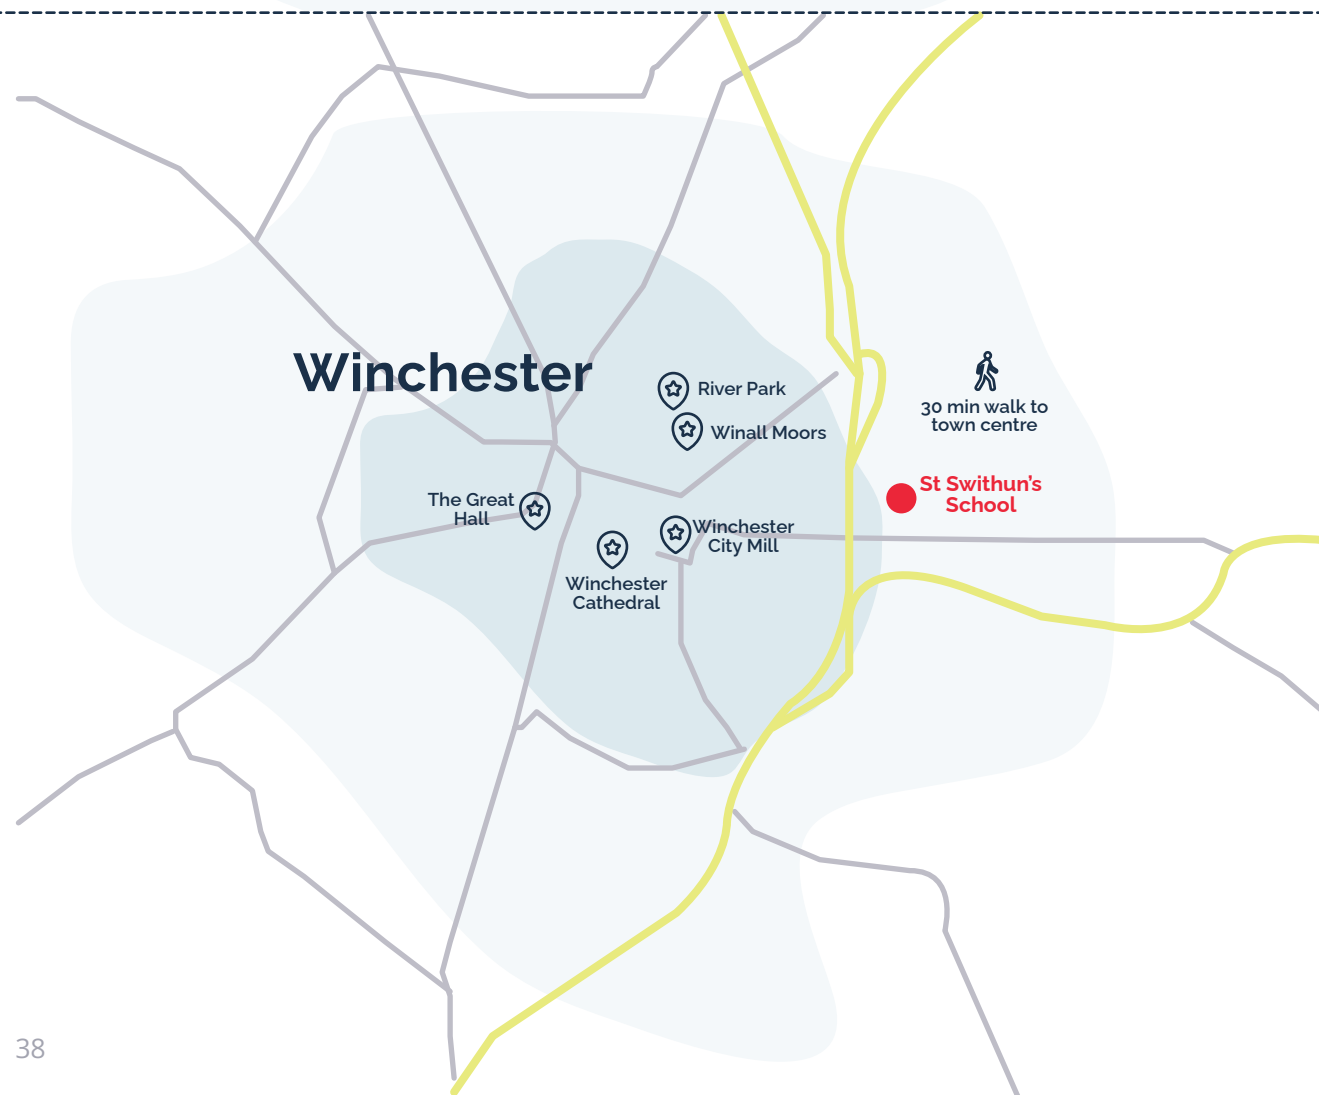 Winchester
River Park
Winall Moors
30 min walk to
town centre
St Swithun's
School
The Great
Hall
Winchester
City Mill
Winchester
Cathedral
38